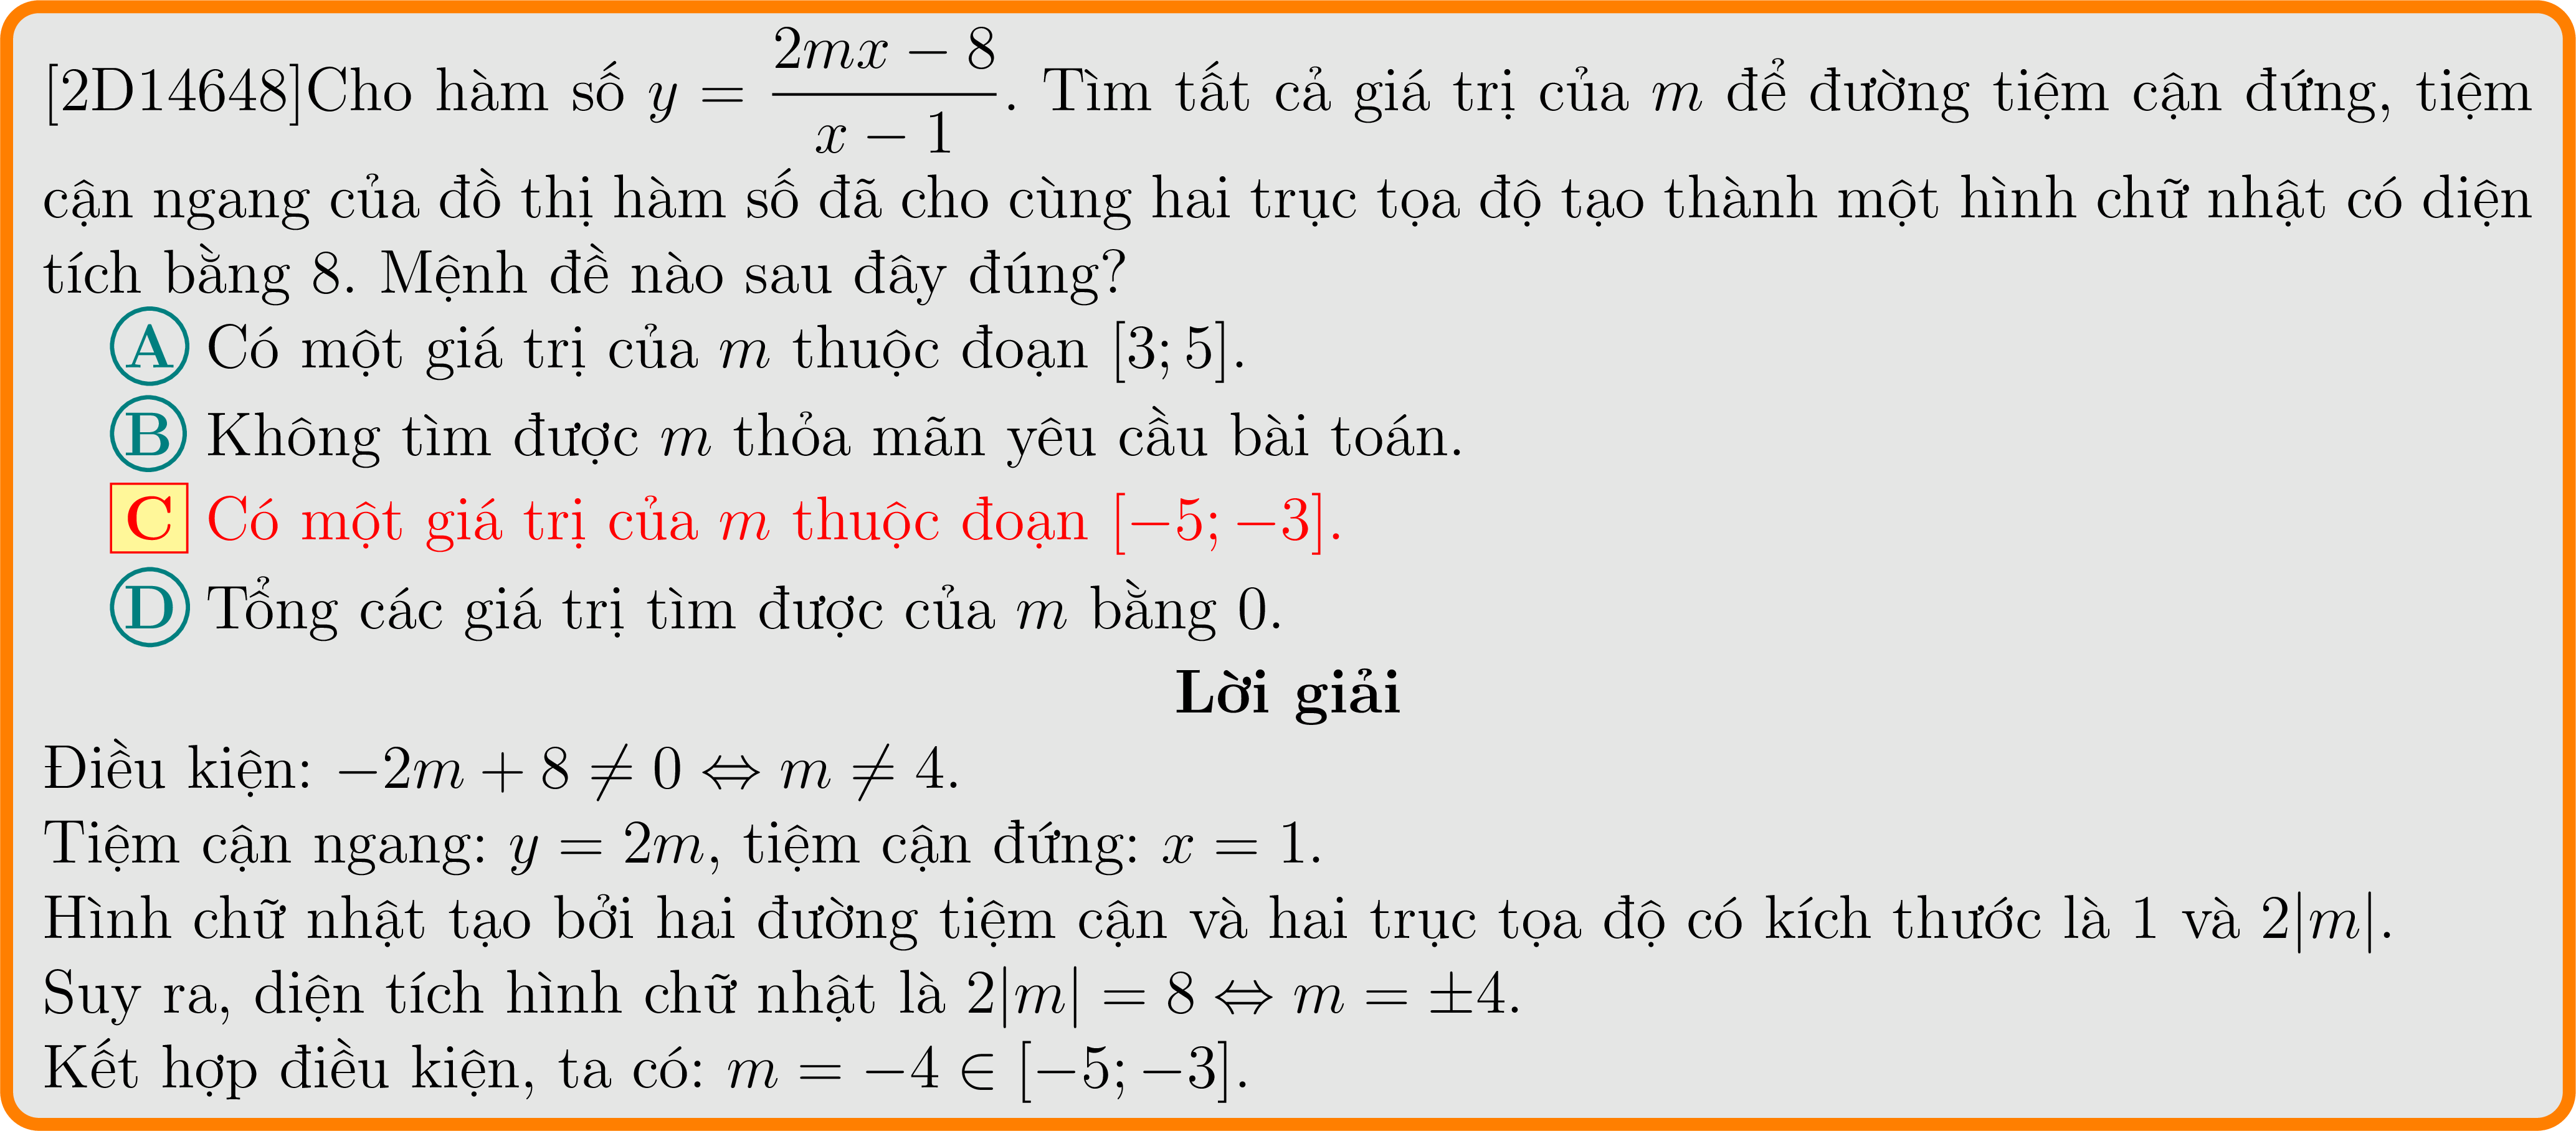 [2D14648]Cho hàm số $y = \dfrac{2mx - 8}{x - 1}$. Tìm tất cả giá trị của $m$ để đường tiệm cận đứng, tiệm
cận ngang của đồ thị hàm số đã cho cùng hai trục tọa độ tạo thành một hình chữ nhật có diện
tích bằng 8. Mệnh đề nào sau đây đúng?
A Có một giá trị của $m$ thuộc đoạn $[3; 5]$.
B Không tìm được $m$ thỏa mãn yêu cầu bài toán.
C Có một giá trị của $m$ thuộc đoạn $[-5; -3]$.
D Tổng các giá trị tìm được của $m$ bằng 0.
Lời giải
Điều kiện: $-2m + 8 \neq 0 \Leftrightarrow m \neq 4$.
Tiệm cận ngang: $y = 2m$, tiệm cận đứng: $x = 1$.
Hình chữ nhật tạo bởi hai đường tiệm cận và hai trục tọa độ có kích thước là 1 và $2|m|$.
Suy ra, diện tích hình chữ nhật là $2|m| = 8 \Leftrightarrow m = \pm 4$.
Kết hợp điều kiện, ta có: $m = -4 \in [-5; -3]$.